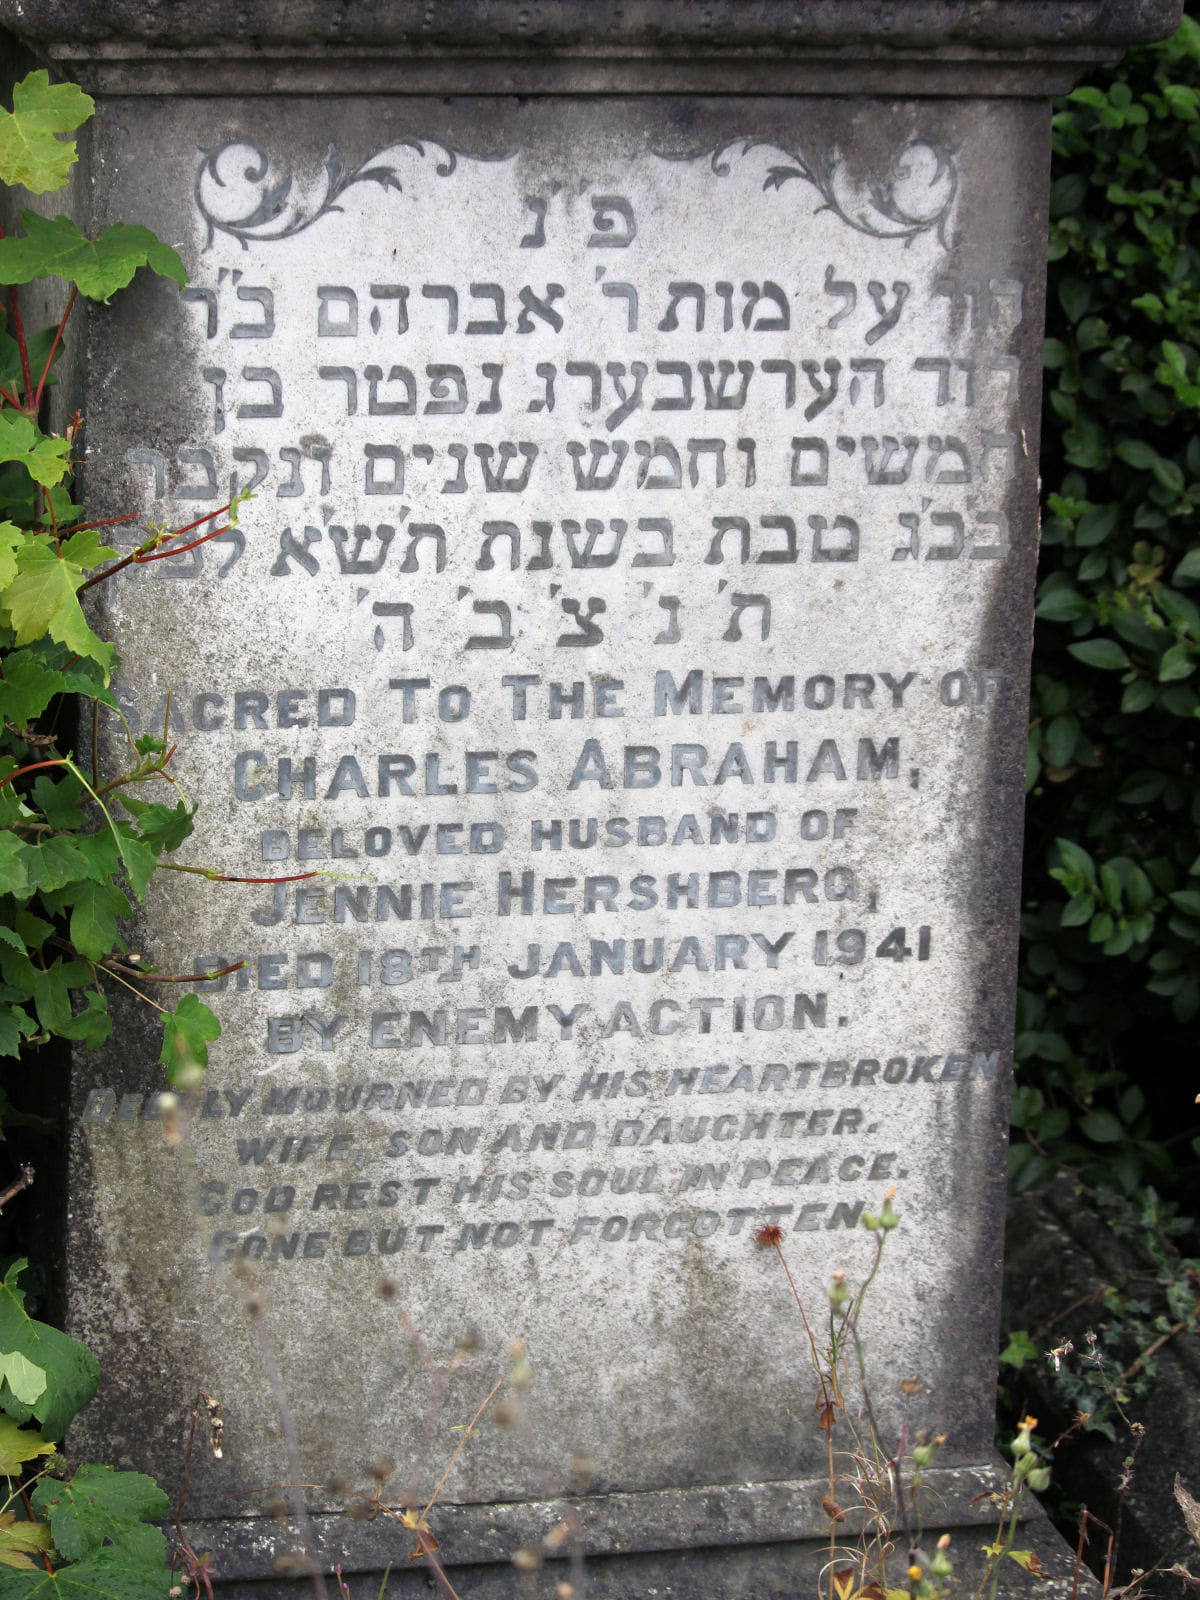 פ״נ
דוד על מות ר׳ אברהם ב״ר
דוד הערשבערג נפטר בן
חמשים וחמש שנים ונקבר
בכ״ג טבת בשנת תש״א לפ״ק
ת׳ נ׳ צ׳ ב׳ ה׳
SACRED TO THE MEMORY OF
CHARLES ABRAHAM,
BELOVED HUSBAND OF
JENNIE HERSHBERG,
DIED 18TH JANUARY 1941
BY ENEMY ACTION.
DEEPLY MOURNED BY HIS HEARTBROKEN
WIFE, SON AND DAUGHTER.
GOD REST HIS SOUL IN PEACE.
GONE BUT NOT FORGOTTEN.